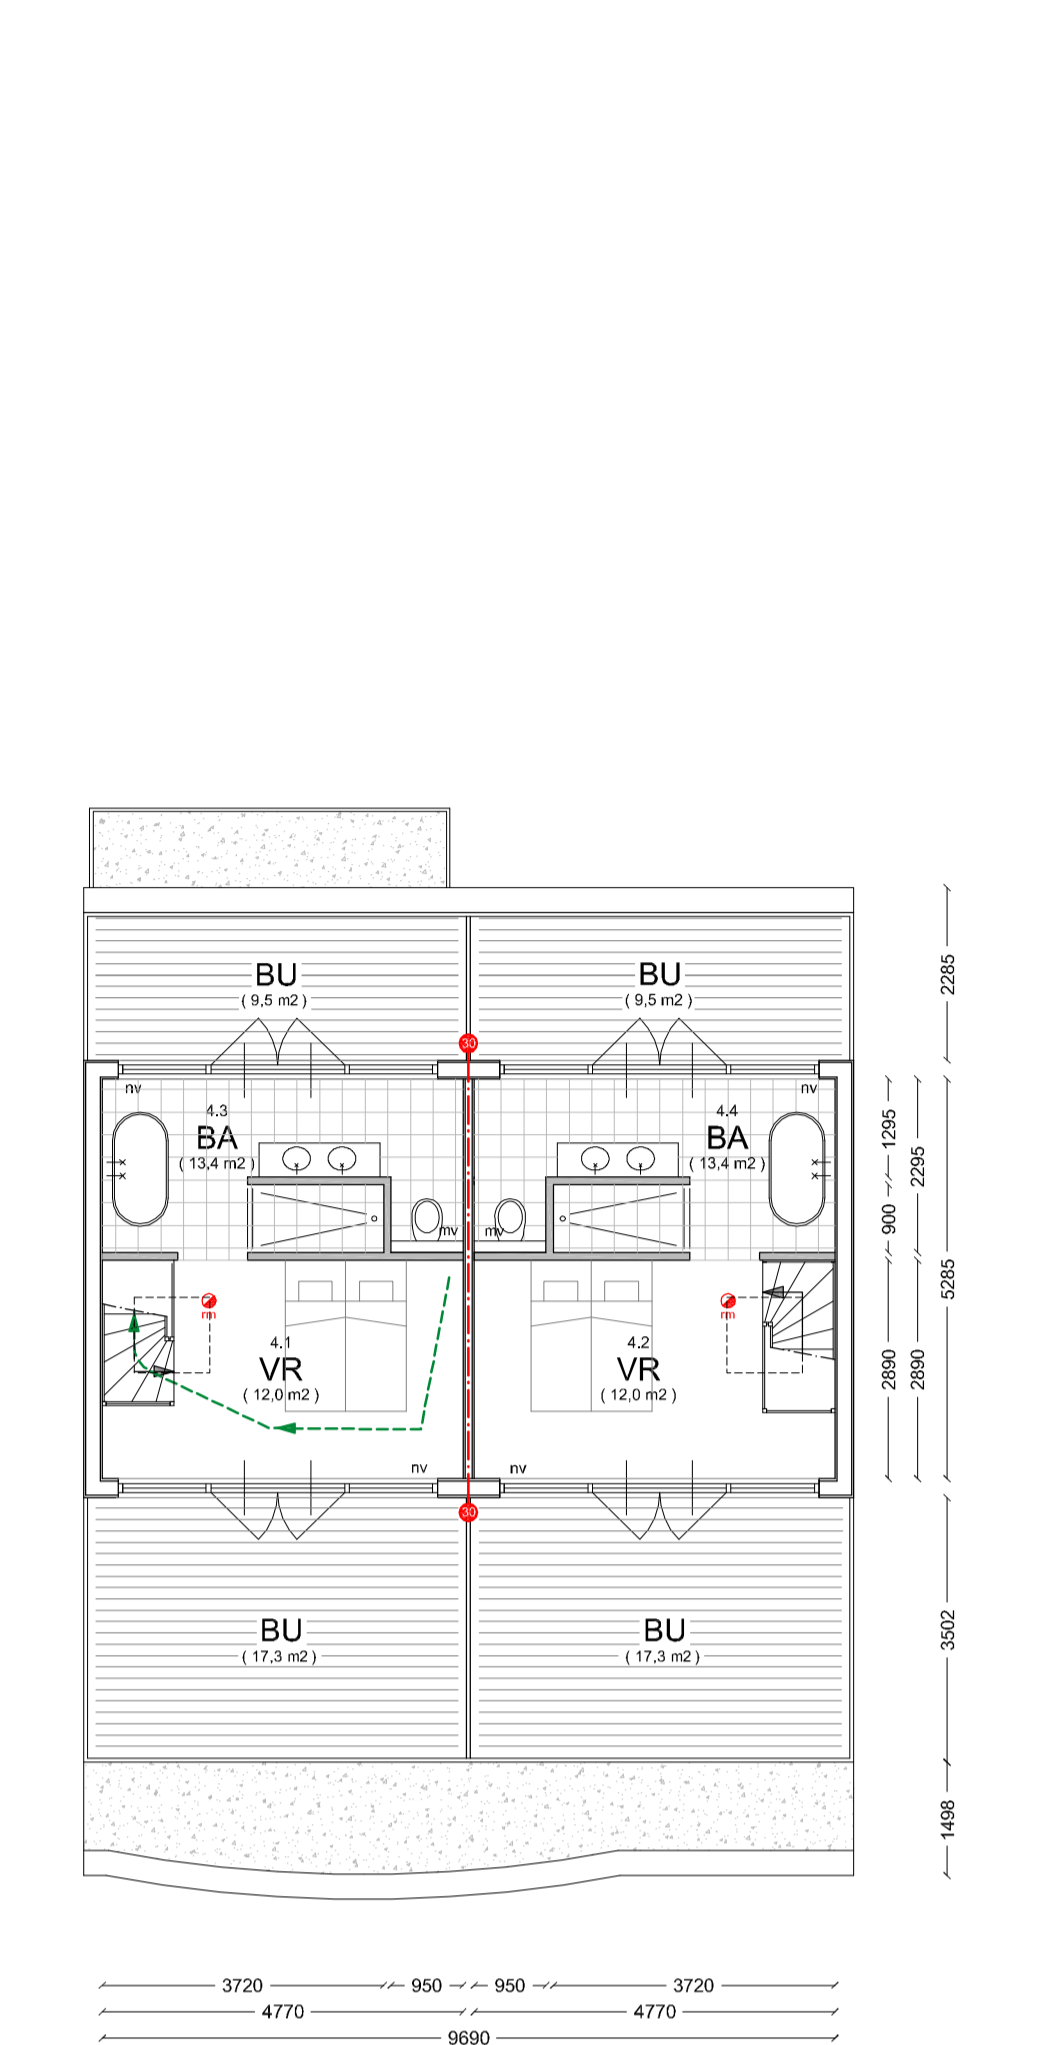 BU
( 9,5 m2 )
BU
( 9,5 m2 )
2285
30
nv
nv
4.3
BA
( 13,4 m2 )
4.4
BA
( 13,4 m2 )
1295
2295
900
mv
mv
5285
rm
rm
4.1
VR
( 12,0 m2 )
4.2
VR
( 12,0 m2 )
2890
2890
nv
nv
30
BU
( 17,3 m2 )
BU
( 17,3 m2 )
3502
1498
3720
950
950
3720
4770
4770
9690